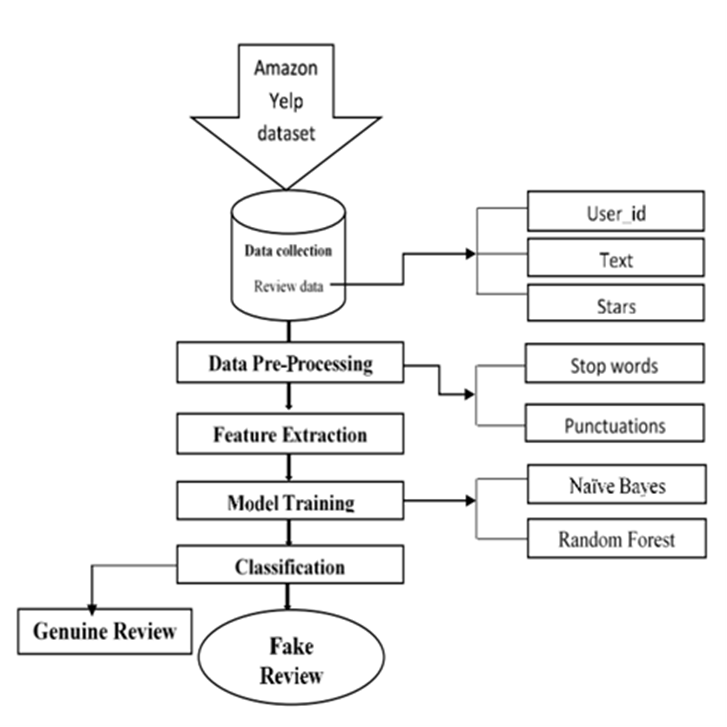 Amazon
Yelp
dataset
Data collection
Review data
User_id
Text
Stars
Data Pre-Processing
Stop words
Punctuations
Feature Extraction
Model Training
Naïve Bayes
Random Forest
Classification
Genuine Review
Fake
Review